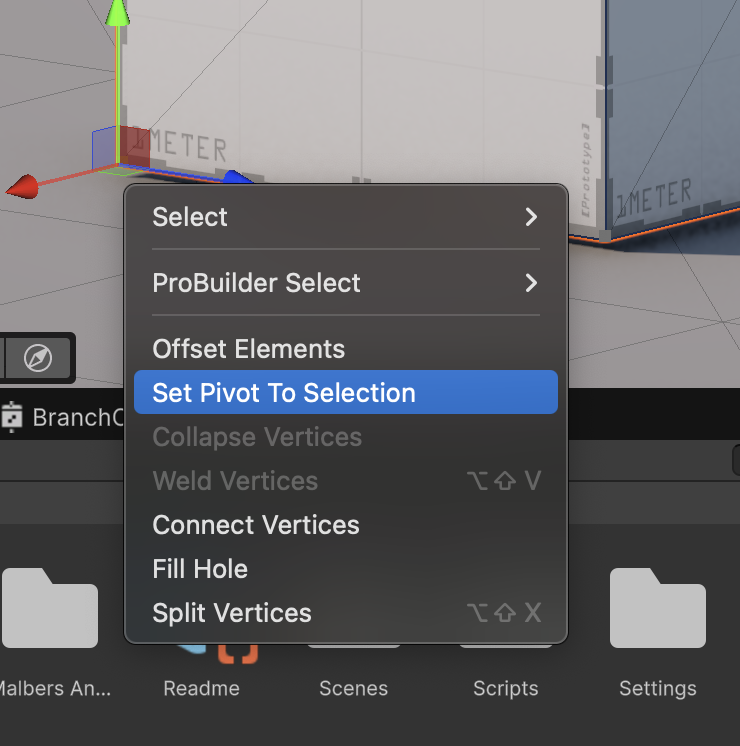 1METER
[Prototype]
1METER
Select
ProBuilder Select
Offset Elements
Set Pivot To Selection
BranchC
Collapse Vertices
Weld Vertices ⌥⇧ V
Connect Vertices
Fill Hole
Split Vertices ⌥⇧ X
Malbers An...
Readme
Scenes
Scripts
Settings